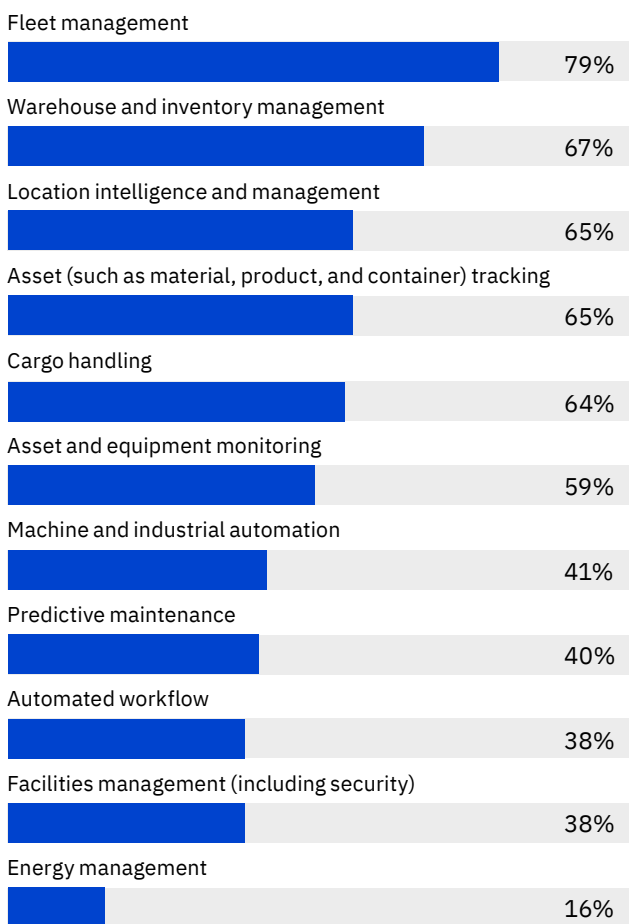 Fleet management
79%
Warehouse and inventory management
67%
Location intelligence and management
65%
Asset (such as material, product, and container) tracking
65%
Cargo handling
64%
Asset and equipment monitoring
59%
Machine and industrial automation
41%
Predictive maintenance
40%
Automated workflow
38%
Facilities management (including security)
38%
Energy management
16%